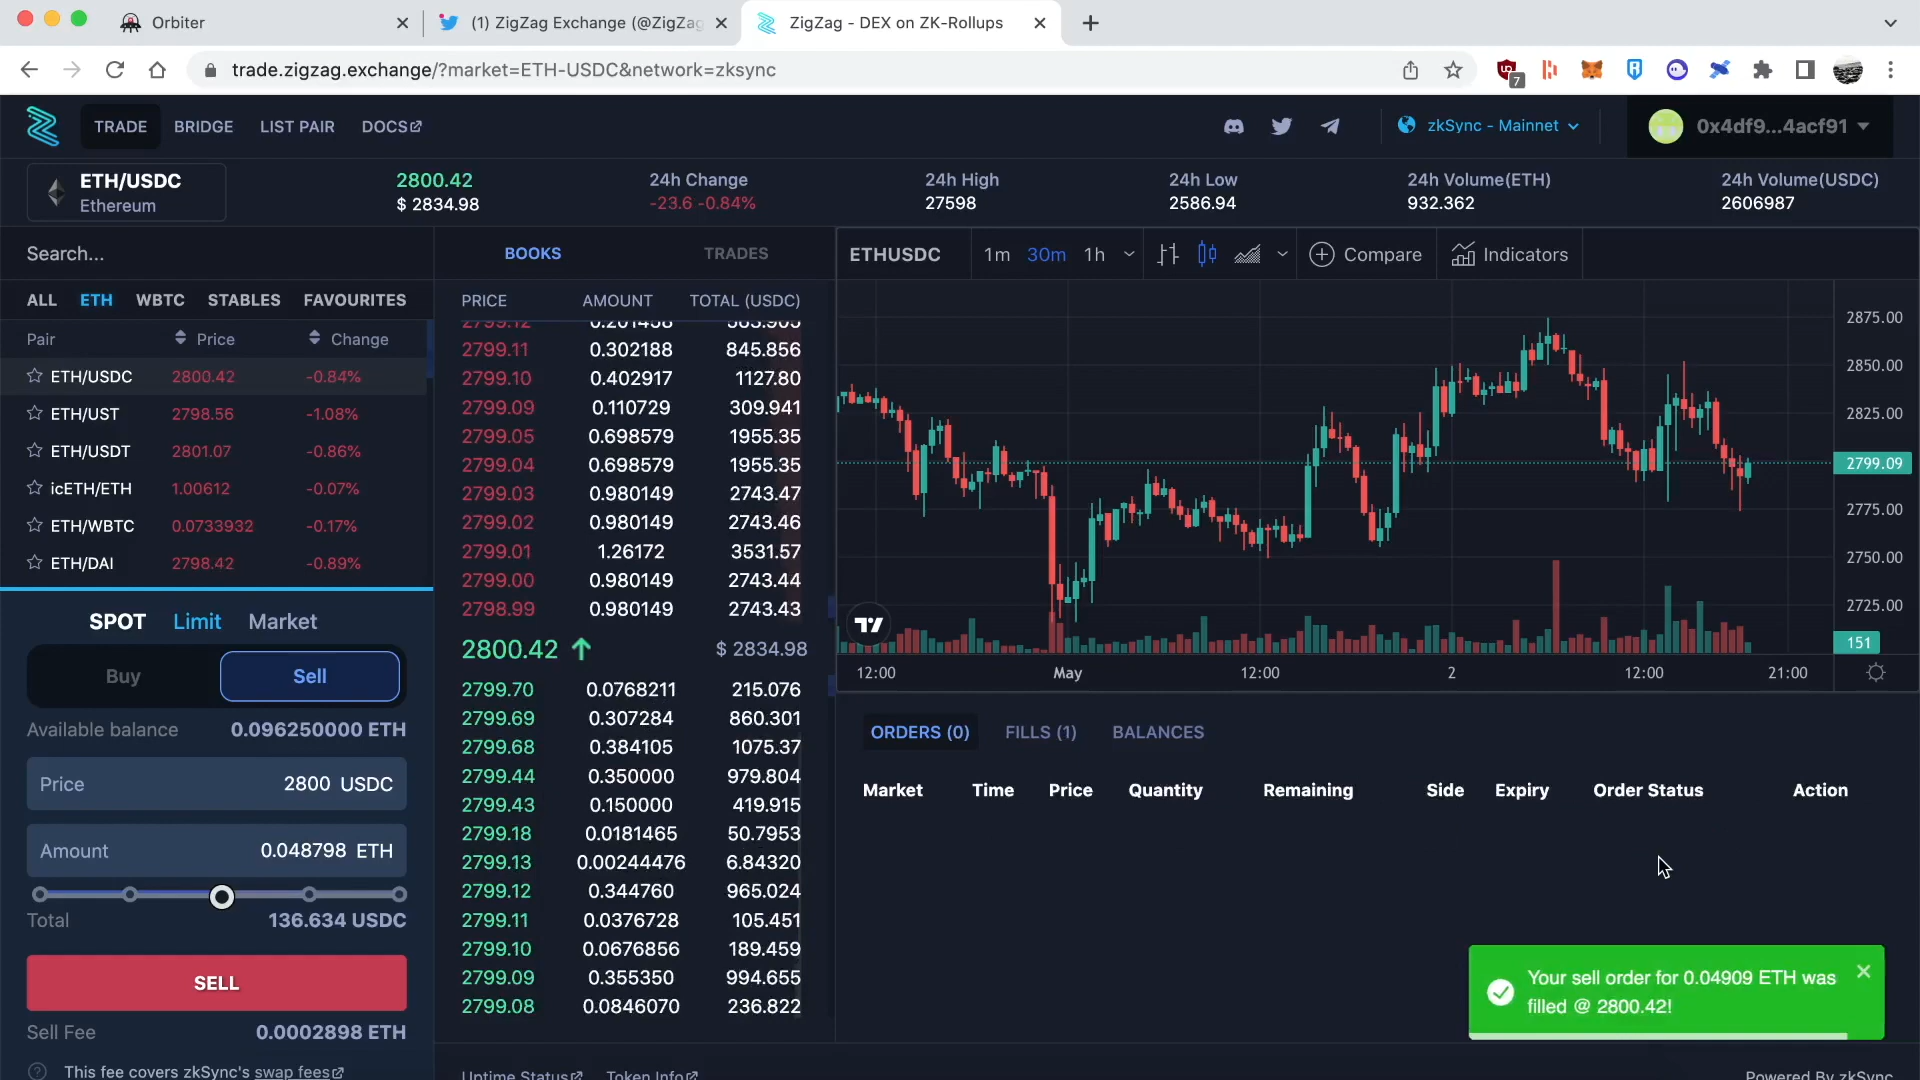 Orbiter
(1) ZigZag Exchange (@ZigZag
ZigZag - DEX on ZK-Rollups
trade.zigzag.exchange/?market=ETH-USDC&network=zksync
7
TRADE BRIDGE LIST PAIR DOCS
zkSync - Mainnet
0x4df9...4acf91
ETH/USDC
Ethereum
2800.42
$ 2834.98
24h Change
-23.6 -0.84%
24h High
27598
24h Low
2586.94
24h Volume(ETH)
932.362
24h Volume(USDC)
2606987
Search...
ALL ETH WBTC STABLES FAVOURITES
Pair Price Change
ETH/USDC 2800.42 -0.84%
ETH/UST 2798.56 -1.08%
ETH/USDT 2801.07 -0.86%
icETH/ETH 1.00612 -0.07%
ETH/WBTC 0.0733932 -0.17%
ETH/DAI 2798.42 -0.89%
SPOT Limit Market
Buy Sell
Available balance 0.096250000 ETH
Price 2800 USDC
Amount 0.048798 ETH
Total 136.634 USDC
SELL
Sell Fee 0.0002898 ETH
This fee covers zkSync's swap fees
BOOKS TRADES
PRICE AMOUNT TOTAL (USDC)
2799.12 0.201458 563.905
2799.11 0.302188 845.856
2799.10 0.402917 1127.80
2799.09 0.110729 309.941
2799.05 0.698579 1955.35
2799.04 0.698579 1955.35
2799.03 0.980149 2743.47
2799.02 0.980149 2743.46
2799.01 1.26172 3531.57
2799.00 0.980149 2743.44
2798.99 0.980149 2743.43
2800.42 $ 2834.98
2799.70 0.0768211 215.076
2799.69 0.307284 860.301
2799.68 0.384105 1075.37
2799.44 0.350000 979.804
2799.43 0.150000 419.915
2799.18 0.0181465 50.7953
2799.13 0.00244476 6.84320
2799.12 0.344760 965.024
2799.11 0.0376728 105.451
2799.10 0.0676856 189.459
2799.09 0.355350 994.655
2799.08 0.0846070 236.822
Uptime Status Token Info
ETHUSDC 1m 30m 1h Compare Indicators
2875.00
2850.00
2825.00
2799.09
2775.00
2750.00
2725.00
151
12:00 May 12:00 2 12:00 21:00
ORDERS (0) FILLS (1) BALANCES
Market Time Price Quantity Remaining Side Expiry Order Status Action
Your sell order for 0.04909 ETH was
filled @ 2800.42!
Powered By zkSync